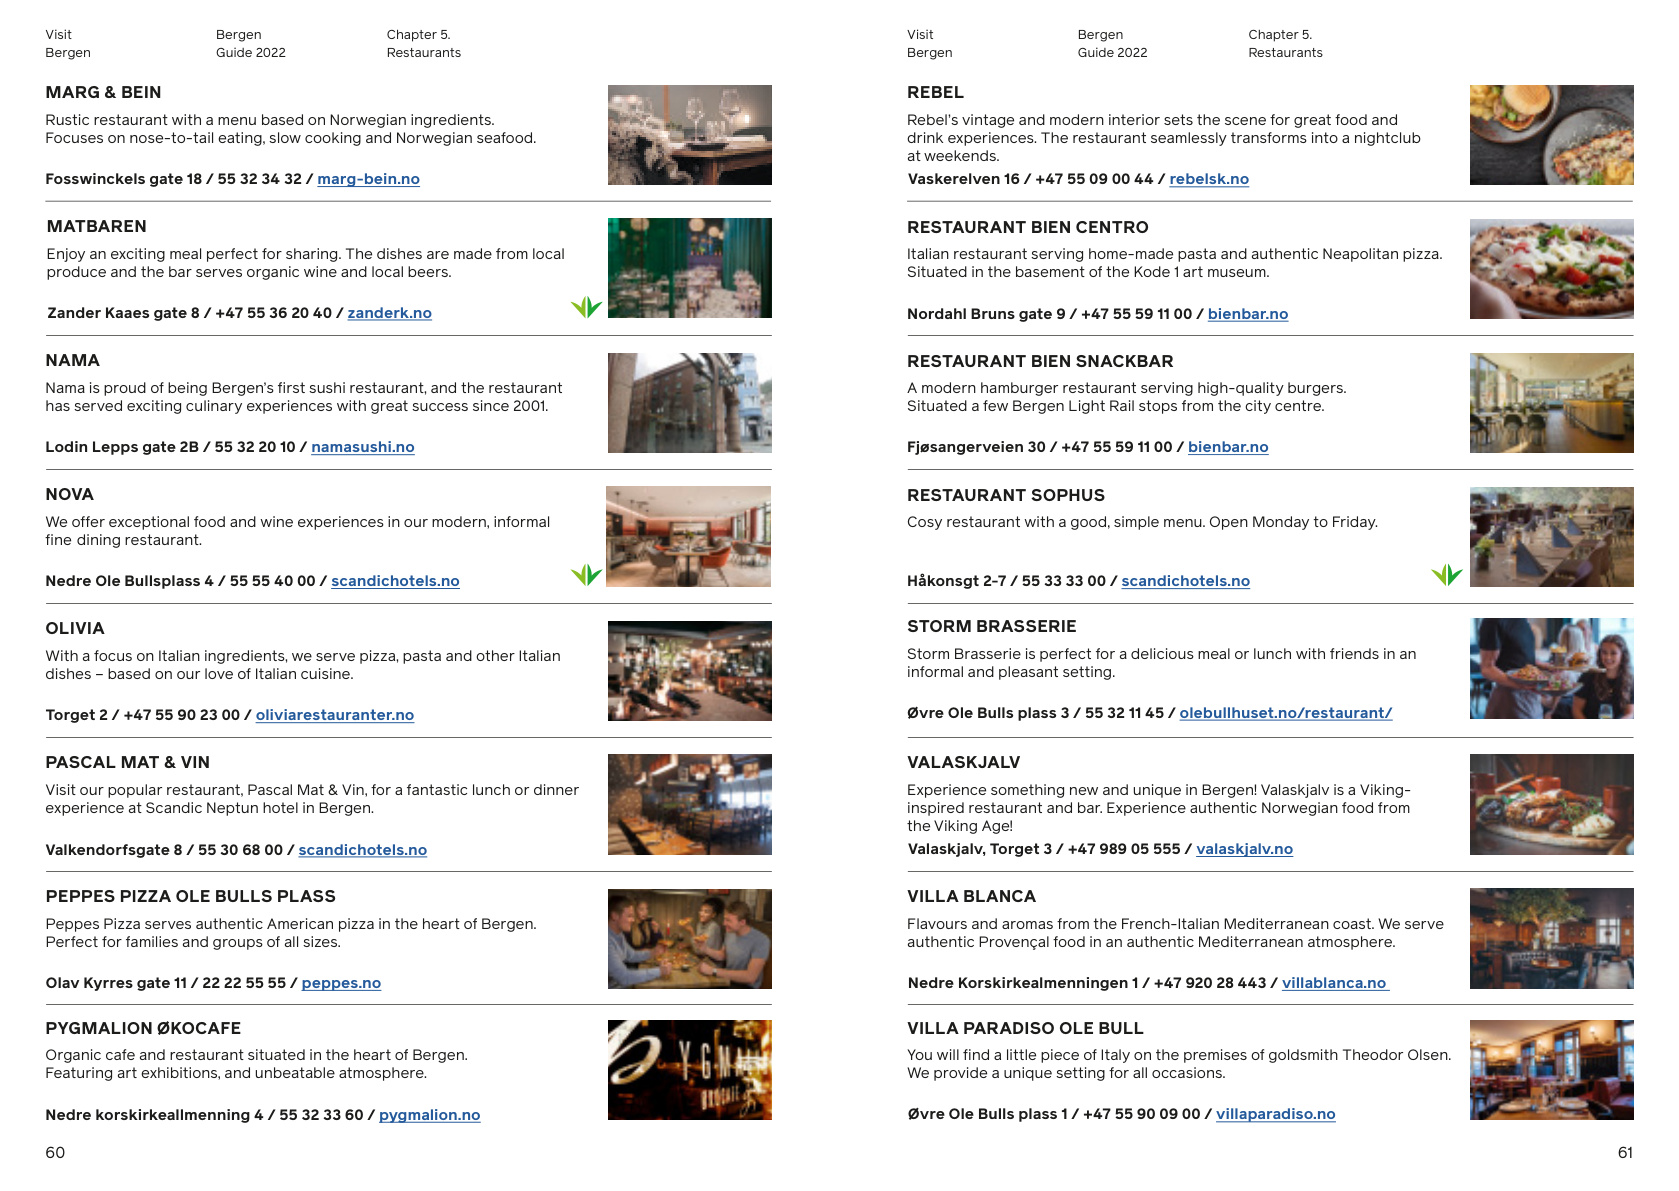 Visit
Bergen
Bergen
Guide 2022
Chapter 5.
Restaurants
MARG & BEIN
Rustic restaurant with a menu based on Norwegian ingredients.
Focuses on nose-to-tail eating, slow cooking and Norwegian seafood.
Fosswinckels gate 18 / 55 32 34 32 / marg-bein.no
MATBAREN
Enjoy an exciting meal perfect for sharing. The dishes are made from local
produce and the bar serves organic wine and local beers.
Zander Kaaes gate 8 / +47 55 36 20 40 / zanderk.no
NAMA
Nama is proud of being Bergen's first sushi restaurant, and the restaurant
has served exciting culinary experiences with great success since 2001.
Lodin Lepps gate 2B / 55 32 20 10 / namasushi.no
NOVA
We offer exceptional food and wine experiences in our modern, informal
fine dining restaurant.
Nedre Ole Bullsplass 4 / 55 55 40 00 / scandichotels.no
OLIVIA
With a focus on Italian ingredients, we serve pizza, pasta and other Italian
dishes – based on our love of Italian cuisine.
Torget 2 / +47 55 90 23 00 / oliviarestauranter.no
PASCAL MAT & VIN
Visit our popular restaurant, Pascal Mat & Vin, for a fantastic lunch or dinner
experience at Scandic Neptun hotel in Bergen.
Valkendorfsgate 8 / 55 30 68 00 / scandichotels.no
PEPPES PIZZA OLE BULLS PLASS
Peppes Pizza serves authentic American pizza in the heart of Bergen.
Perfect for families and groups of all sizes.
Olav Kyrres gate 11 / 22 22 55 55 / peppes.no
PYGMALION ØKOCAFE
Organic cafe and restaurant situated in the heart of Bergen.
Featuring art exhibitions, and unbeatable atmosphere.
Nedre korskirkeallmenning 4 / 55 32 33 60 / pygmalion.no
60
Visit
Bergen
Bergen
Guide 2022
Chapter 5.
Restaurants
REBEL
Rebel's vintage and modern interior sets the scene for great food and
drink experiences. The restaurant seamlessly transforms into a nightclub
at weekends.
Vaskerelven 16 / +47 55 09 00 44 / rebelsk.no
RESTAURANT BIEN CENTRO
Italian restaurant serving home-made pasta and authentic Neapolitan pizza.
Situated in the basement of the Kode 1 art museum.
Nordahl Bruns gate 9 / +47 55 59 11 00 / bienbar.no
RESTAURANT BIEN SNACKBAR
A modern hamburger restaurant serving high-quality burgers.
Situated a few Bergen Light Rail stops from the city centre.
Fjøsangerveien 30 / +47 55 59 11 00 / bienbar.no
RESTAURANT SOPHUS
Cosy restaurant with a good, simple menu. Open Monday to Friday.
Håkonsgt 2-7 / 55 33 33 00 / scandichotels.no
STORM BRASSERIE
Storm Brasserie is perfect for a delicious meal or lunch with friends in an
informal and pleasant setting.
Øvre Ole Bulls plass 3 / 55 32 11 45 / olebullhuset.no/restaurant/
VALASKJALV
Experience something new and unique in Bergen! Valaskjalv is a Viking-
inspired restaurant and bar. Experience authentic Norwegian food from
the Viking Age!
Valaskjalv, Torget 3 / +47 989 05 555 / valaskjalv.no
VILLA BLANCA
Flavours and aromas from the French-Italian Mediterranean coast. We serve
authentic Provençal food in an authentic Mediterranean atmosphere.
Nedre Korskirkealmenningen 1 / +47 920 28 443 / villablanca.no
VILLA PARADISO OLE BULL
You will find a little piece of Italy on the premises of goldsmith Theodor Olsen.
We provide a unique setting for all occasions.
Øvre Ole Bulls plass 1 / +47 55 90 09 00 / villaparadiso.no
61